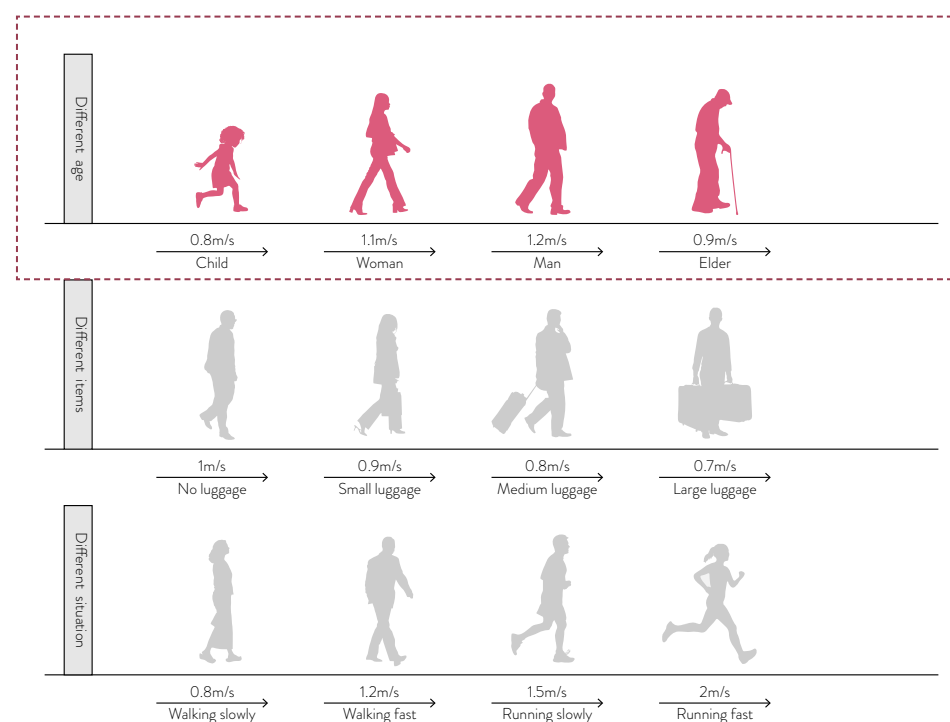 Different age
0.8m/s
Child
1.1m/s
Woman
1.2m/s
Man
0.9m/s
Elder
Different items
1m/s
No luggage
0.9m/s
Small luggage
0.8m/s
Medium luggage
0.7m/s
Large luggage
Different situation
0.8m/s
Walking slowly
1.2m/s
Walking fast
1.5m/s
Running slowly
2m/s
Running fast